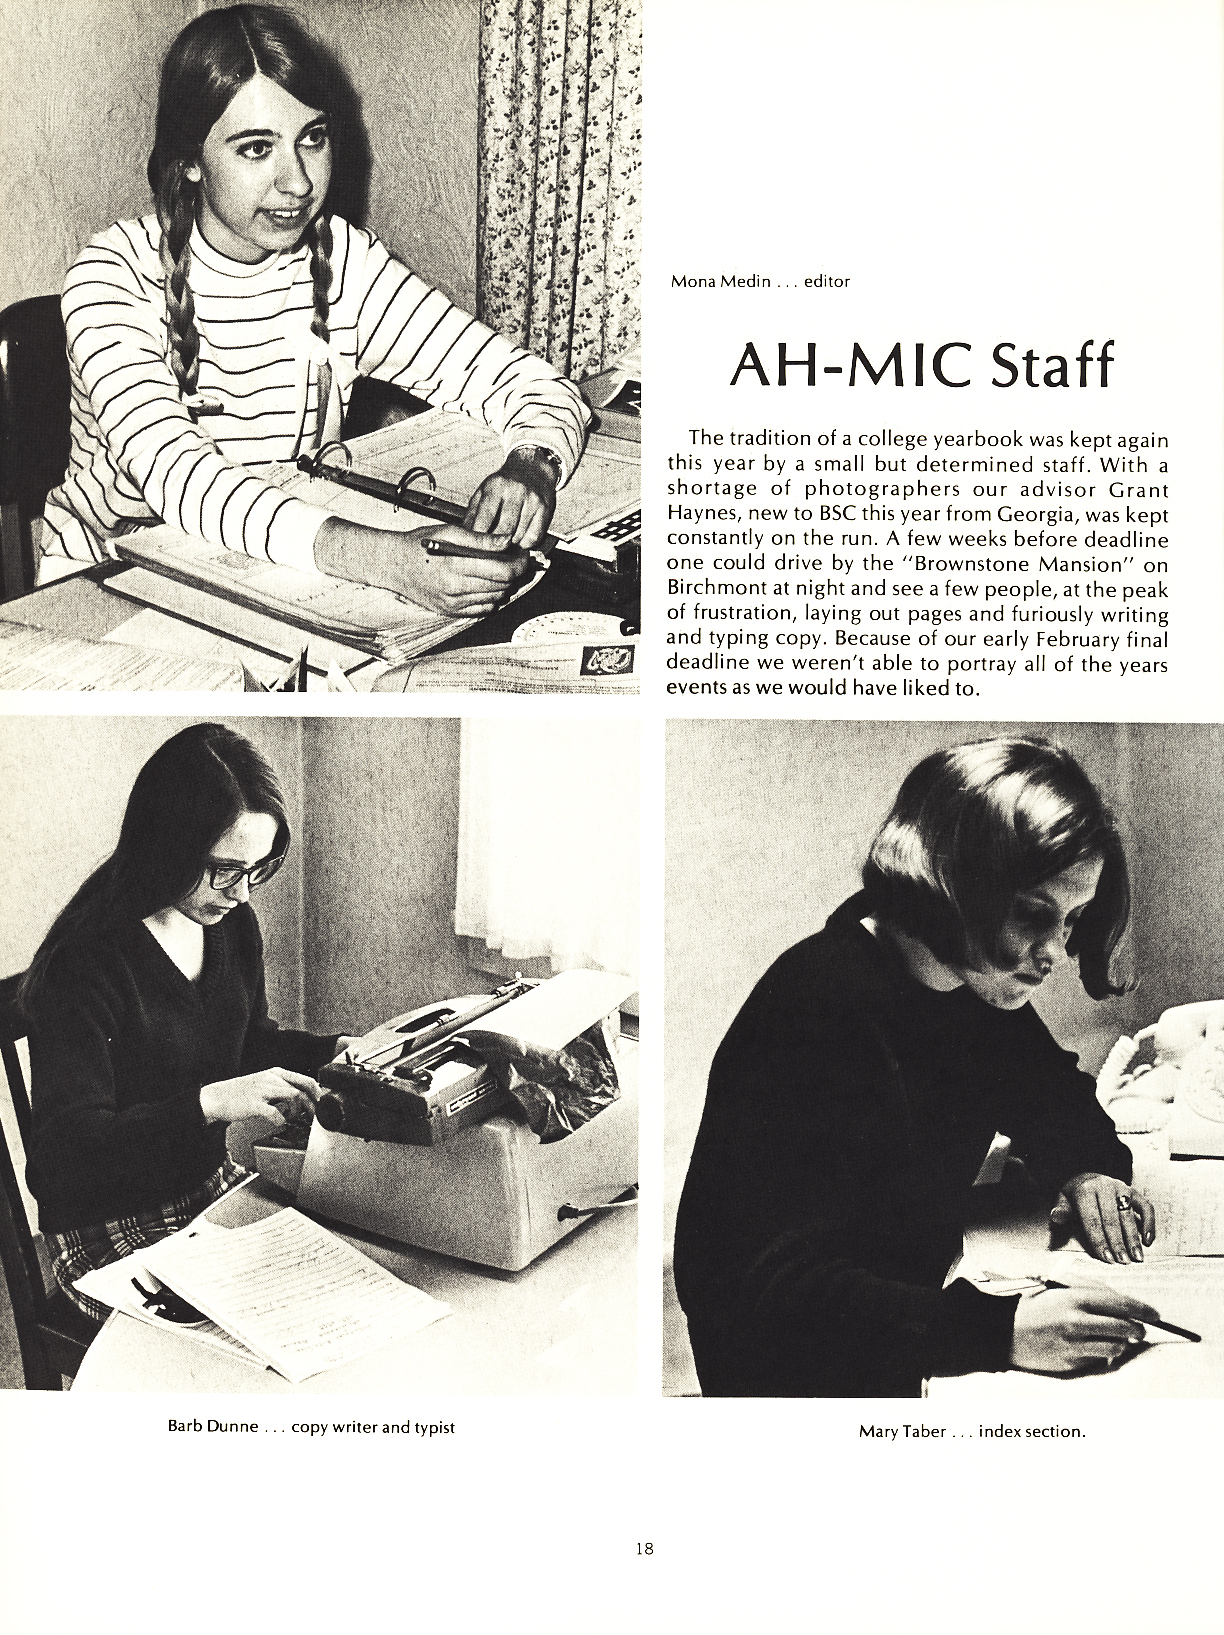 Mona Medin ... editor
AH-MIC Staff
The tradition of a college yearbook was kept again
this year by a small but determined staff. With a
shortage of photographers our advisor Grant
Haynes, new to BSC this year from Georgia, was kept
constantly on the run. A few weeks before deadline
one could drive by the "Brownstone Mansion" on
Birchmont at night and see a few people, at the peak
of frustration, laying out pages and furiously writing
and typing copy. Because of our early February final
deadline we weren't able to portray all of the years
events as we would have liked to.
Barb Dunne ... copy writer and typist
Mary Taber ... index section.
18